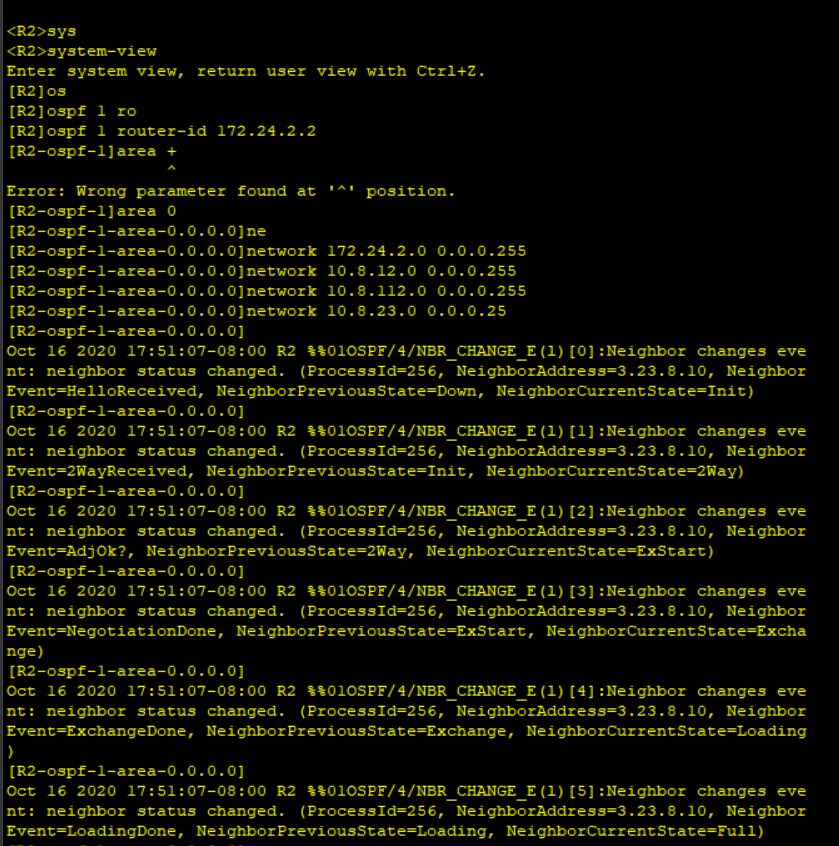 <R2>sys
<R2>system-view
Enter system view, return user view with Ctrl+Z.
[R2]os
[R2]ospf 1 ro
[R2]ospf 1 router-id 172.24.2.2
[R2-ospf-1]area +
^
Error: Wrong parameter found at '^' position.
[R2-ospf-1]area 0
[R2-ospf-1-area-0.0.0.0]ne
[R2-ospf-1-area-0.0.0.0]network 172.24.2.0 0.0.0.255
[R2-ospf-1-area-0.0.0.0]network 10.8.12.0 0.0.0.255
[R2-ospf-1-area-0.0.0.0]network 10.8.112.0 0.0.0.255
[R2-ospf-1-area-0.0.0.0]network 10.8.23.0 0.0.0.25
[R2-ospf-1-area-0.0.0.0]
Oct 16 2020 17:51:07-08:00 R2 %%01OSPF/4/NBR_CHANGE_E(l)[0]:Neighbor changes eve
nt: neighbor status changed. (ProcessId=256, NeighborAddress=3.23.8.10, Neighbor
Event=HelloReceived, NeighborPreviousState=Down, NeighborCurrentState=Init)
[R2-ospf-1-area-0.0.0.0]
Oct 16 2020 17:51:07-08:00 R2 %%01OSPF/4/NBR_CHANGE_E(l)[1]:Neighbor changes eve
nt: neighbor status changed. (ProcessId=256, NeighborAddress=3.23.8.10, Neighbor
Event=2WayReceived, NeighborPreviousState=Init, NeighborCurrentState=2Way)
[R2-ospf-1-area-0.0.0.0]
Oct 16 2020 17:51:07-08:00 R2 %%01OSPF/4/NBR_CHANGE_E(l)[2]:Neighbor changes eve
nt: neighbor status changed. (ProcessId=256, NeighborAddress=3.23.8.10, Neighbor
Event=AdjOk?, NeighborPreviousState=2Way, NeighborCurrentState=ExStart)
[R2-ospf-1-area-0.0.0.0]
Oct 16 2020 17:51:07-08:00 R2 %%01OSPF/4/NBR_CHANGE_E(l)[3]:Neighbor changes eve
nt: neighbor status changed. (ProcessId=256, NeighborAddress=3.23.8.10, Neighbor
Event=NegotiationDone, NeighborPreviousState=ExStart, NeighborCurrentState=Excha
nge)
[R2-ospf-1-area-0.0.0.0]
Oct 16 2020 17:51:07-08:00 R2 %%01OSPF/4/NBR_CHANGE_E(l)[4]:Neighbor changes eve
nt: neighbor status changed. (ProcessId=256, NeighborAddress=3.23.8.10, Neighbor
Event=ExchangeDone, NeighborPreviousState=Exchange, NeighborCurrentState=Loading
)
[R2-ospf-1-area-0.0.0.0]
Oct 16 2020 17:51:07-08:00 R2 %%01OSPF/4/NBR_CHANGE_E(l)[5]:Neighbor changes eve
nt: neighbor status changed. (ProcessId=256, NeighborAddress=3.23.8.10, Neighbor
Event=LoadingDone, NeighborPreviousState=Loading, NeighborCurrentState=Full)